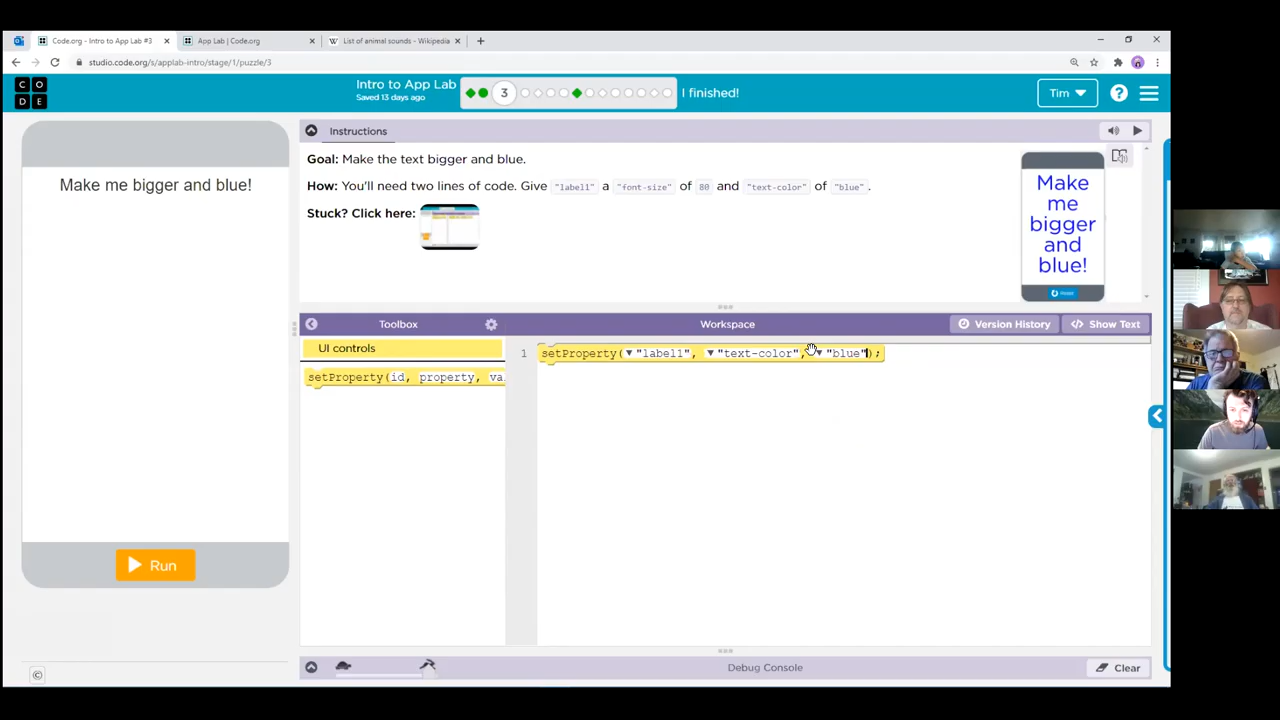 Code.org - Intro to App Lab #3
App Lab | Code.org
List of animal sounds - Wikipedia
studio.code.org/s/applab-intro/stage/1/puzzle/3
CO
DE
Intro to App Lab
Saved 13 days ago
3
I finished!
Tim
Instructions
Make me bigger and blue!
Goal: Make the text bigger and blue.
How: You'll need two lines of code. Give "label1" a "font-size" of 80 and "text-color" of "blue".
Stuck? Click here:
Make
me
bigger
and
blue!
Toolbox
Workspace
Version History
Show Text
UI controls
setProperty(id, property, va
1
setProperty("label1", "text-color", "blue");
Run
Debug Console
Clear